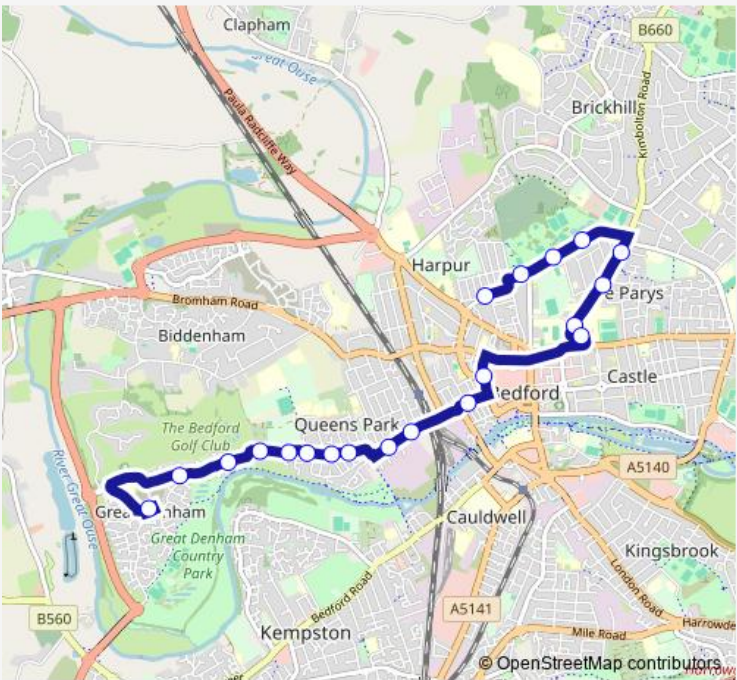 Clapham
B660
Great Ouse
Paula Radcliffe Way
Brickhill
Kimbolton Road
Harpur
e Parys
Bromham Road
Biddenham
Castle
Bedford
Queens Park
The Bedford
Golf Club
River Great Ouse
A5140
Grea
nham
Cauldwell
Great Denham
Country
Park
Kingsbrook
Bedford Road
London Road
B560
A5141
Kempston
Mile Road
Harrowde
© OpenStreetMap contributors